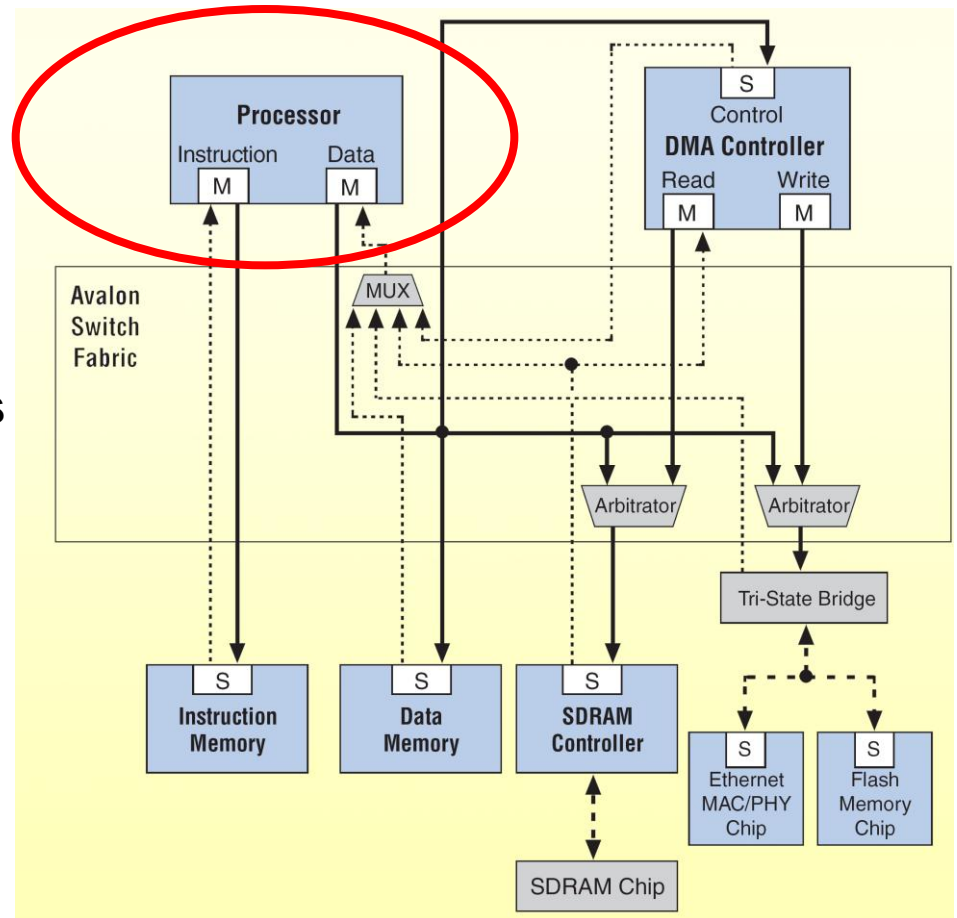 Processor
Instruction Data
M M
S
Control
DMA Controller
Read Write
M M
Avalon
Switch
Fabric
MUX
s
Arbitrator Arbitrator
Tri-State Bridge
S
Instruction
Memory
S
Data
Memory
S
SDRAM
Controller
S
Ethernet
MAC/PHY
Chip
S
Flash
Memory
Chip
SDRAM Chip